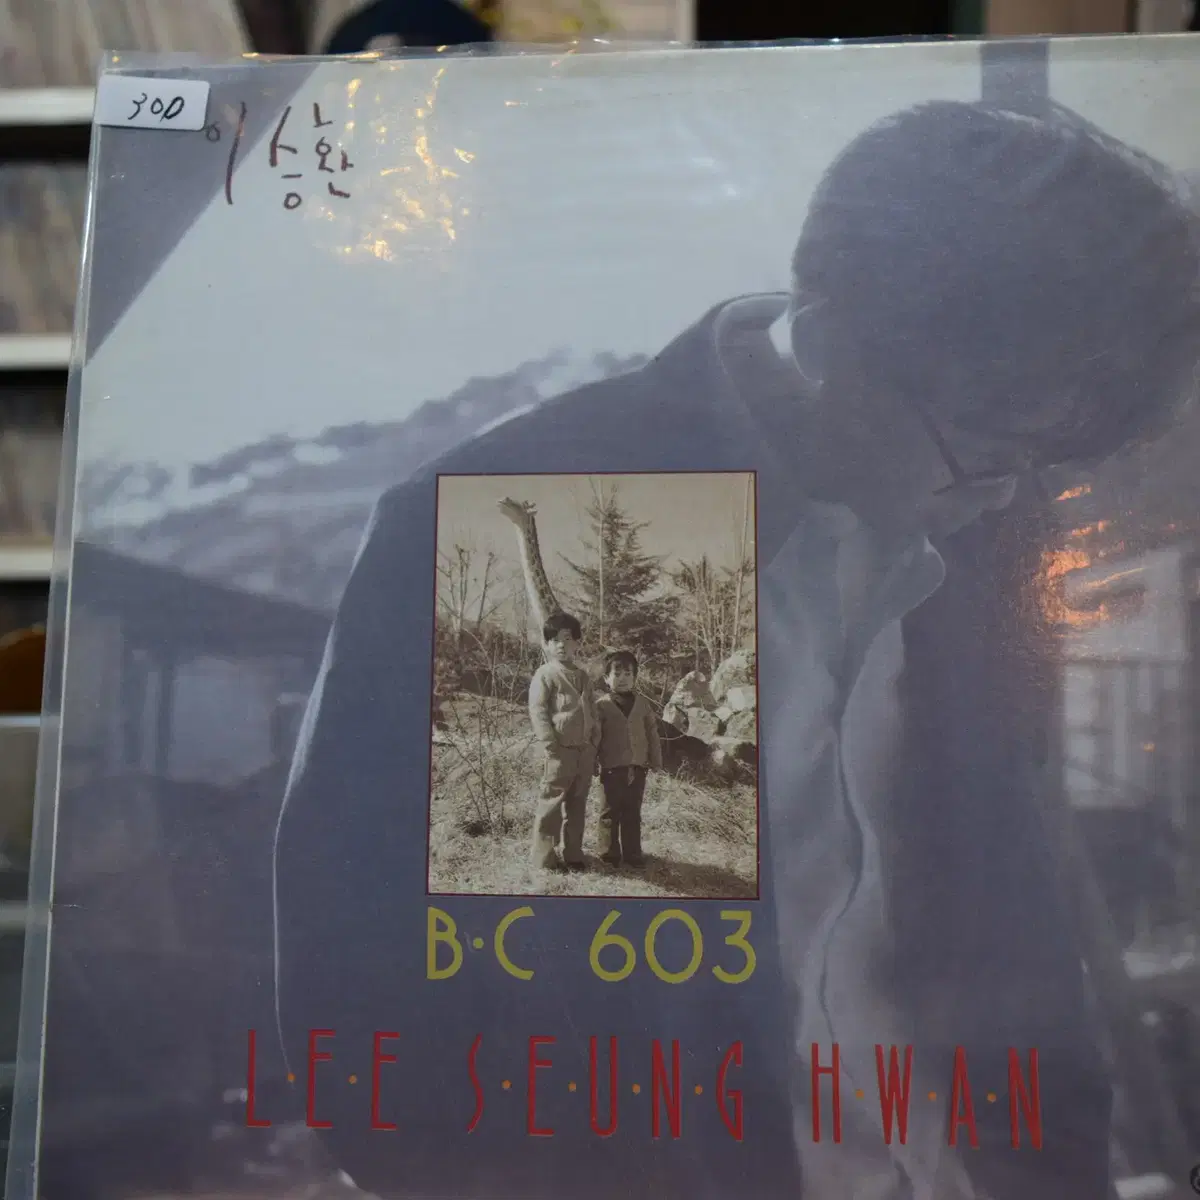 300
이승환
B·C 603
L·E·E S·E·U·N·G H·W·A·N